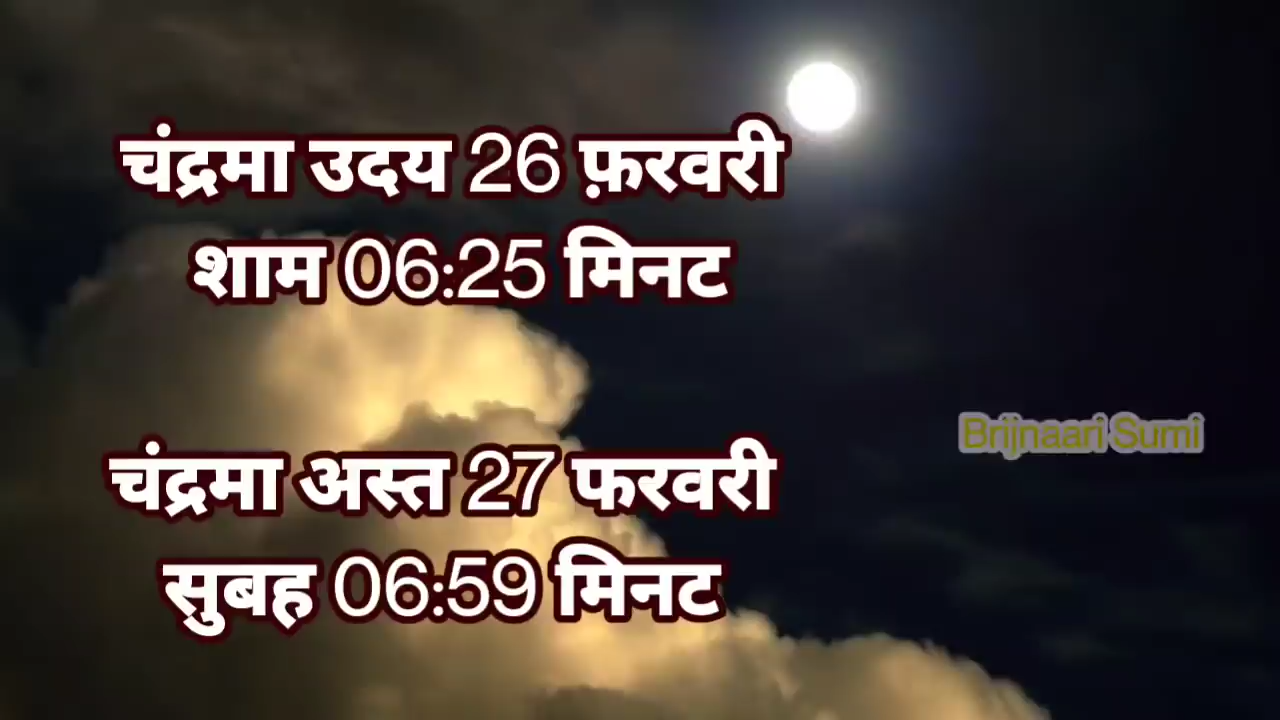 चंद्रमा उदय 26 फ़रवरी
शाम 06:25 मिनट
Brijnaari Sumi
चंद्रमा अस्त 27 फरवरी
सुबह 06:59 मिनट